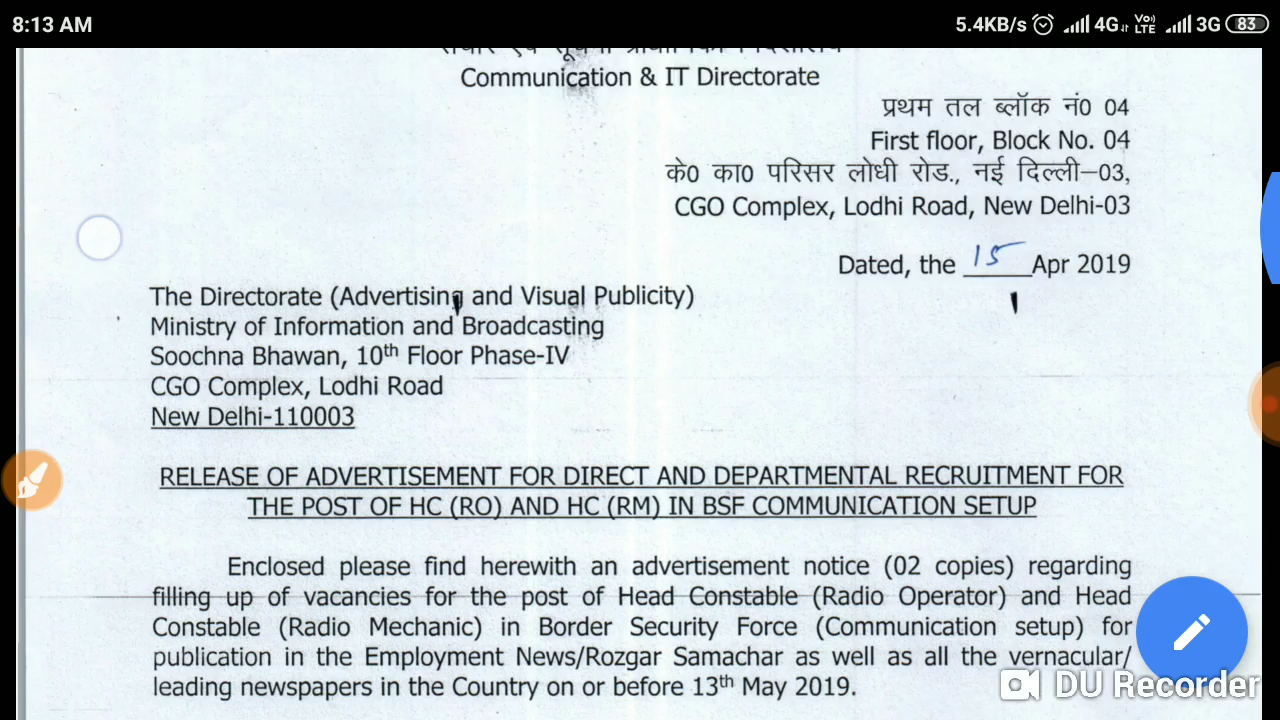 8:13 AM
5.4KB/s 4G VoLTE 3G 83
Communication & IT Directorate
प्रथम तल ब्लॉक नं0 04
First floor, Block No. 04
के0 का0 परिसर लोधी रोड., नई दिल्ली–03,
CGO Complex, Lodhi Road, New Delhi-03
Dated, the 15 Apr 2019
The Directorate (Advertising and Visual Publicity)
Ministry of Information and Broadcasting
Soochna Bhawan, 10th Floor Phase-IV
CGO Complex, Lodhi Road
New Delhi-110003
RELEASE OF ADVERTISEMENT FOR DIRECT AND DEPARTMENTAL RECRUITMENT FOR
THE POST OF HC (RO) AND HC (RM) IN BSF COMMUNICATION SETUP
Enclosed please find herewith an advertisement notice (02 copies) regarding
filling up of vacancies for the post of Head Constable (Radio Operator) and Head
Constable (Radio Mechanic) in Border Security Force (Communication setup) for
publication in the Employment News/Rozgar Samachar as well as all the vernacular/
leading newspapers in the Country on or before 13th May 2019.
DU Recorder